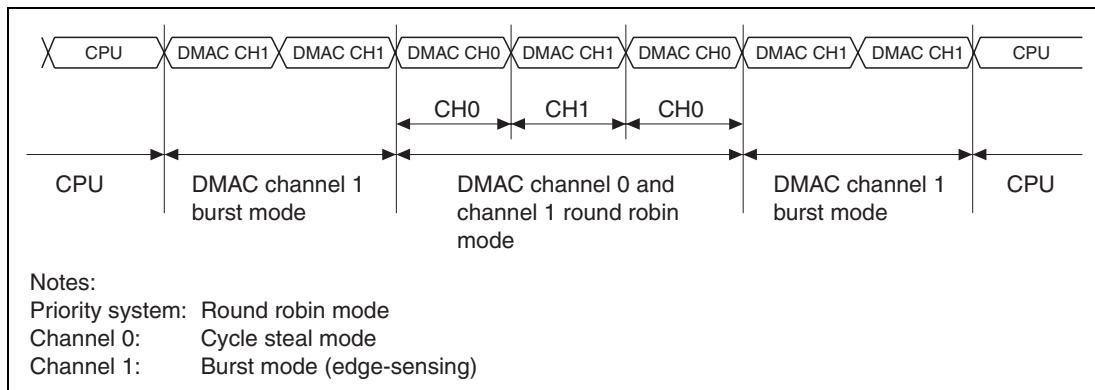 CPU DMAC CH1 DMAC CH1 DMAC CH0 DMAC CH1 DMAC CH0 DMAC CH1 DMAC CH1 CPU
CH0 CH1 CH0
CPU DMAC channel 1 DMAC channel 0 and DMAC channel 1 CPU
burst mode channel 1 round robin burst mode
mode
Notes:
Priority system: Round robin mode
Channel 0: Cycle steal mode
Channel 1: Burst mode (edge-sensing)